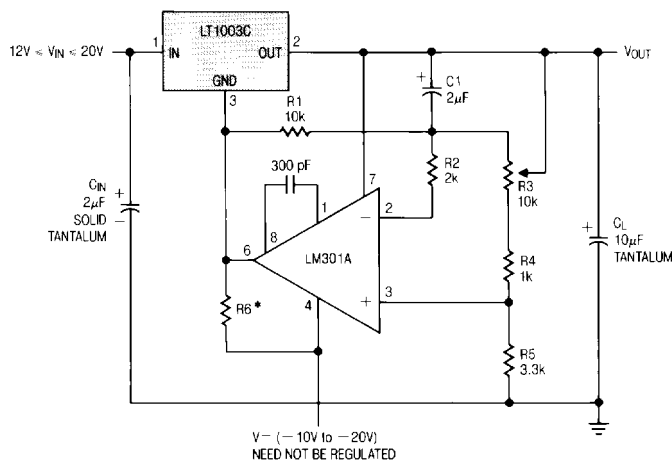 LT1003C
12V ≤ VIN ≤ 20V
1
IN
OUT
2
VOUT
GND
3
R1
10k
+
C1
2µF
300 pF
R2
2k
R3
10k
7
1
−
2
8
CIN
+
2µF
SOLID
−
TANTALUM
6
LM301A
R4
1k
+
CL
10µF
TANTALUM
+
3
R6*
4
R5
3.3k
V− (−10V to −20V)
NEED NOT BE REGULATED